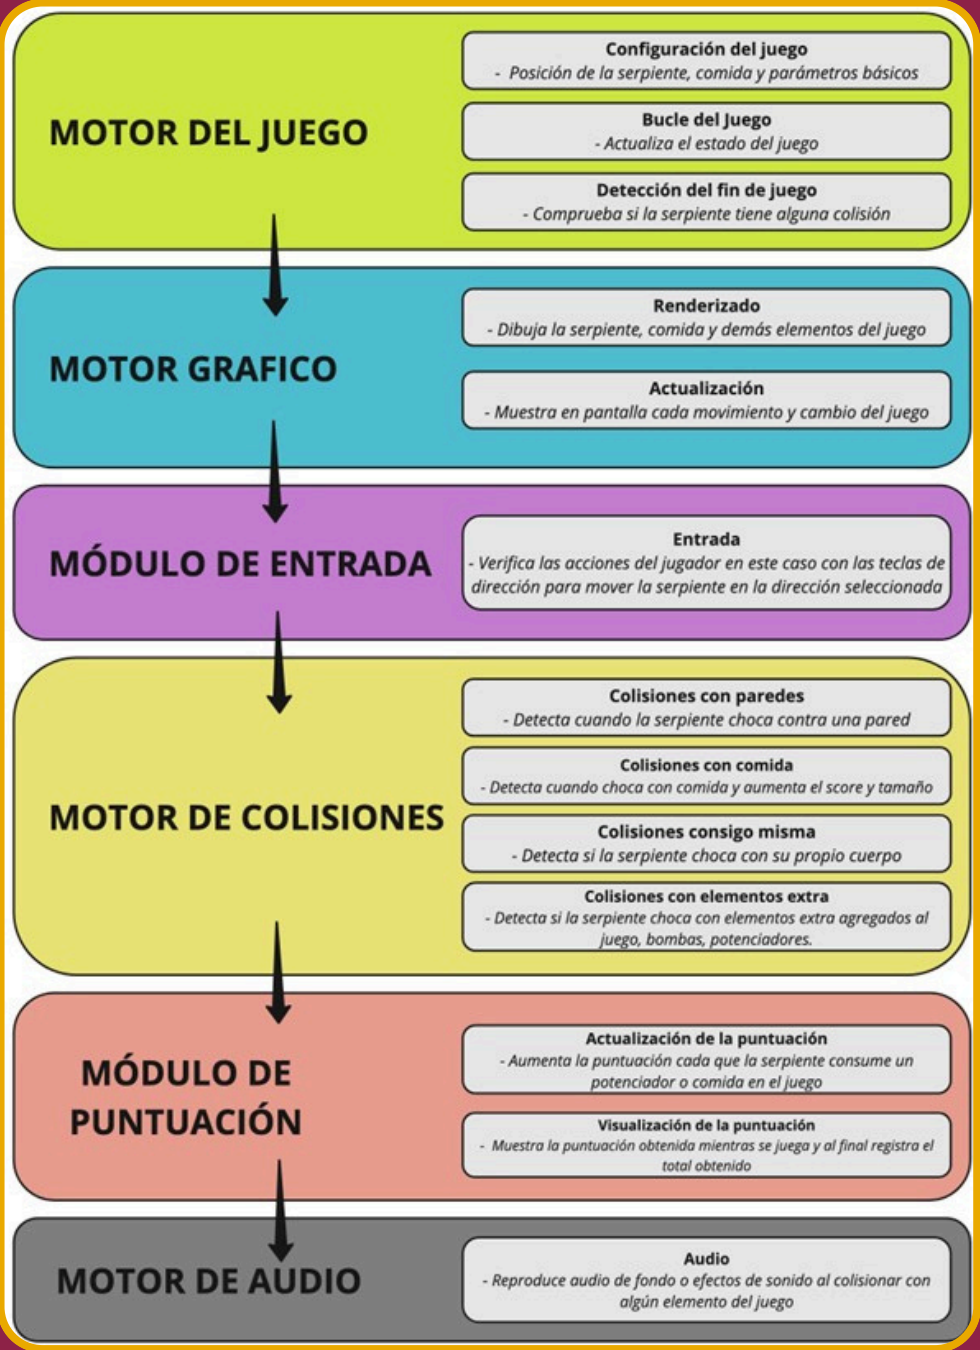 MOTOR DEL JUEGO
Configuración del juego
- Posición de la serpiente, comida y parámetros básicos
Bucle del Juego
- Actualiza el estado del juego
Detección del fin de juego
- Comprueba si la serpiente tiene alguna colisión
MOTOR GRAFICO
Renderizado
- Dibuja la serpiente, comida y demás elementos del juego
Actualización
- Muestra en pantalla cada movimiento y cambio del juego
MÓDULO DE ENTRADA
Entrada
- Verifica las acciones del jugador en este caso con las teclas de
dirección para mover la serpiente en la dirección seleccionada
MOTOR DE COLISIONES
Colisiones con paredes
- Detecta cuando la serpiente choca contra una pared
Colisiones con comida
- Detecta cuando choca con comida y aumenta el score y tamaño
Colisiones consigo misma
- Detecta si la serpiente choca con su propio cuerpo
Colisiones con elementos extra
- Detecta si la serpiente choca con elementos extra agregados al
juego, bombas, potenciadores.
MÓDULO DE
PUNTUACIÓN
Actualización de la puntuación
- Aumenta la puntuación cada que la serpiente consume un
potenciador o comida en el juego
Visualización de la puntuación
- Muestra la puntuación obtenida mientras se juega y al final registra el
total obtenido
MOTOR DE AUDIO
Audio
- Reproduce audio de fondo o efectos de sonido al colisionar con
algún elemento del juego